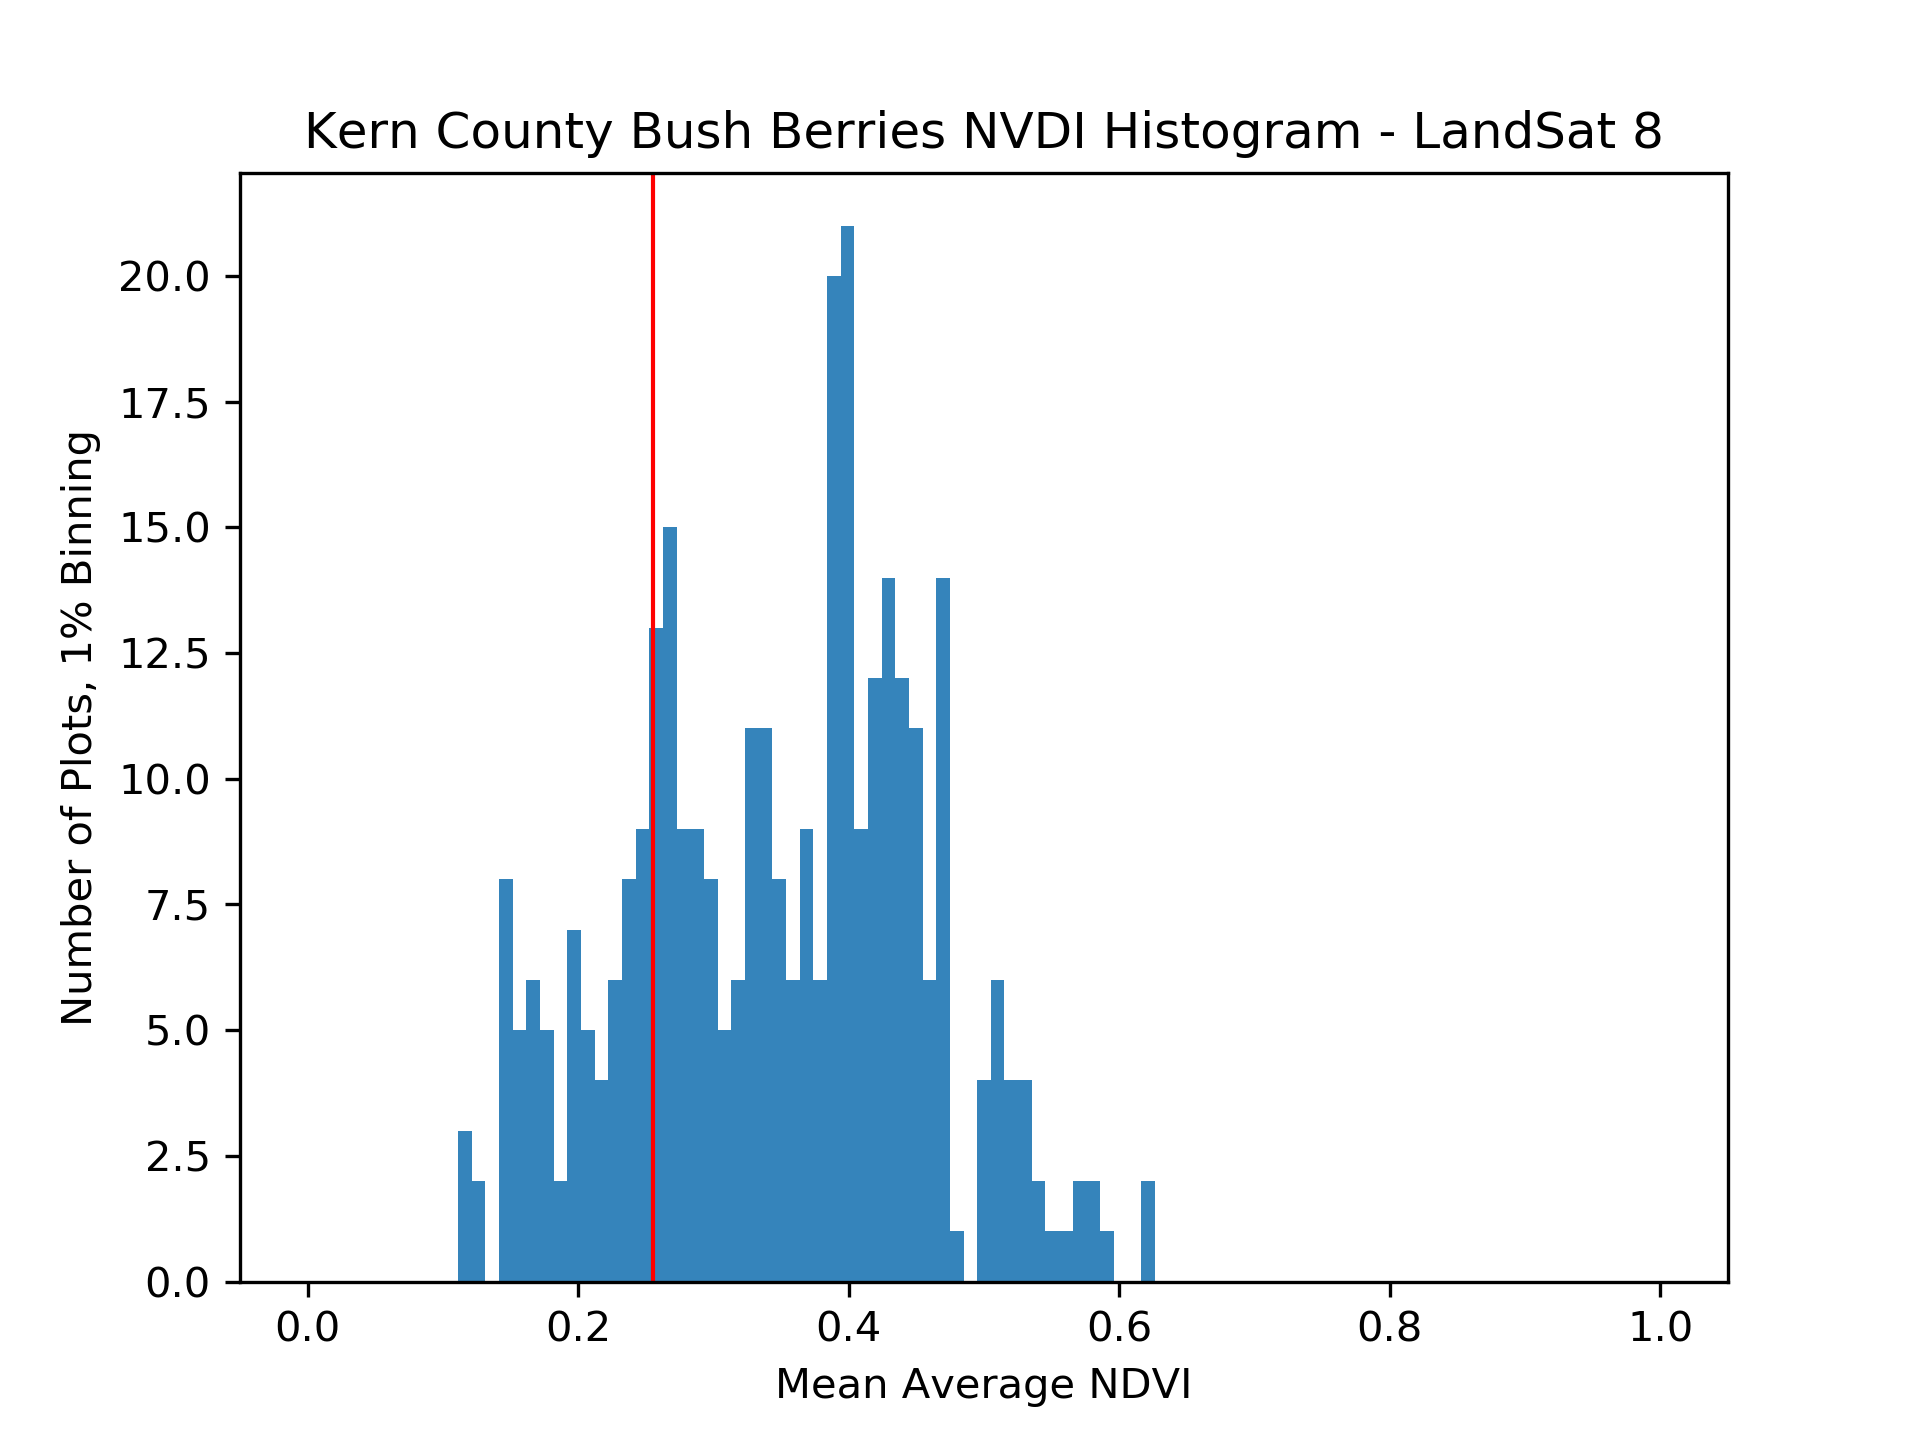 Kern County Bush Berries NVDI Histogram - LandSat 8
20.0
17.5
15.0
12.5
10.0
7.5
5.0
2.5
0.0
Number of Plots, 1% Binning
0.0 0.2 0.4 0.6 0.8 1.0
Mean Average NDVI